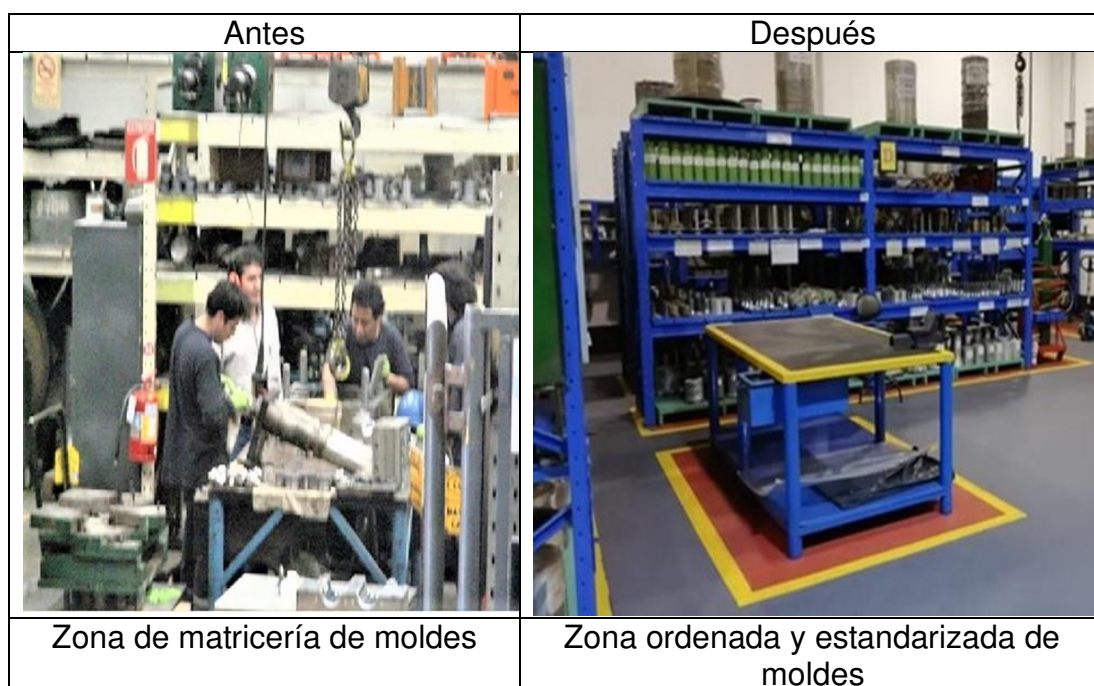 Antes
Después
D
Zona de matricería de moldes
Zona ordenada y estandarizada de
moldes